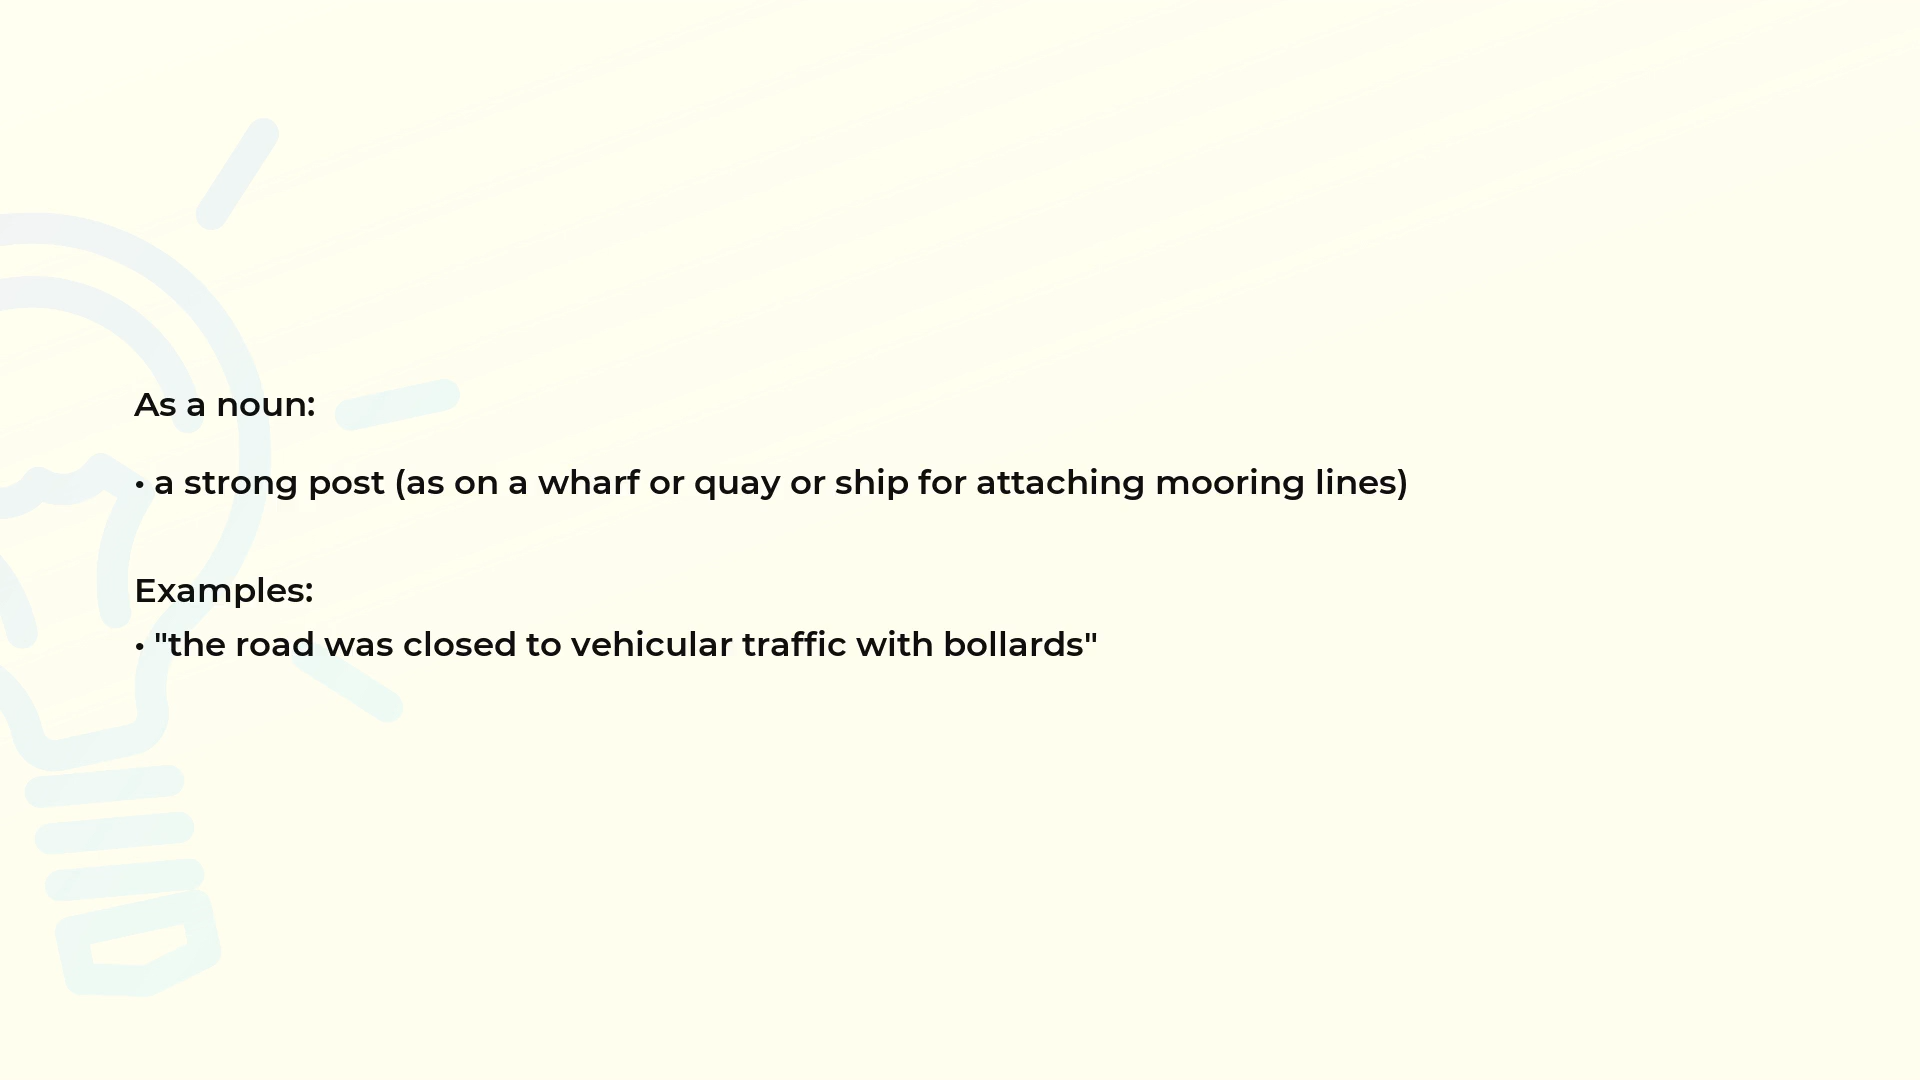 As a noun:
• a strong post (as on a wharf or quay or ship for attaching mooring lines)
Examples:
• "the road was closed to vehicular traffic with bollards"